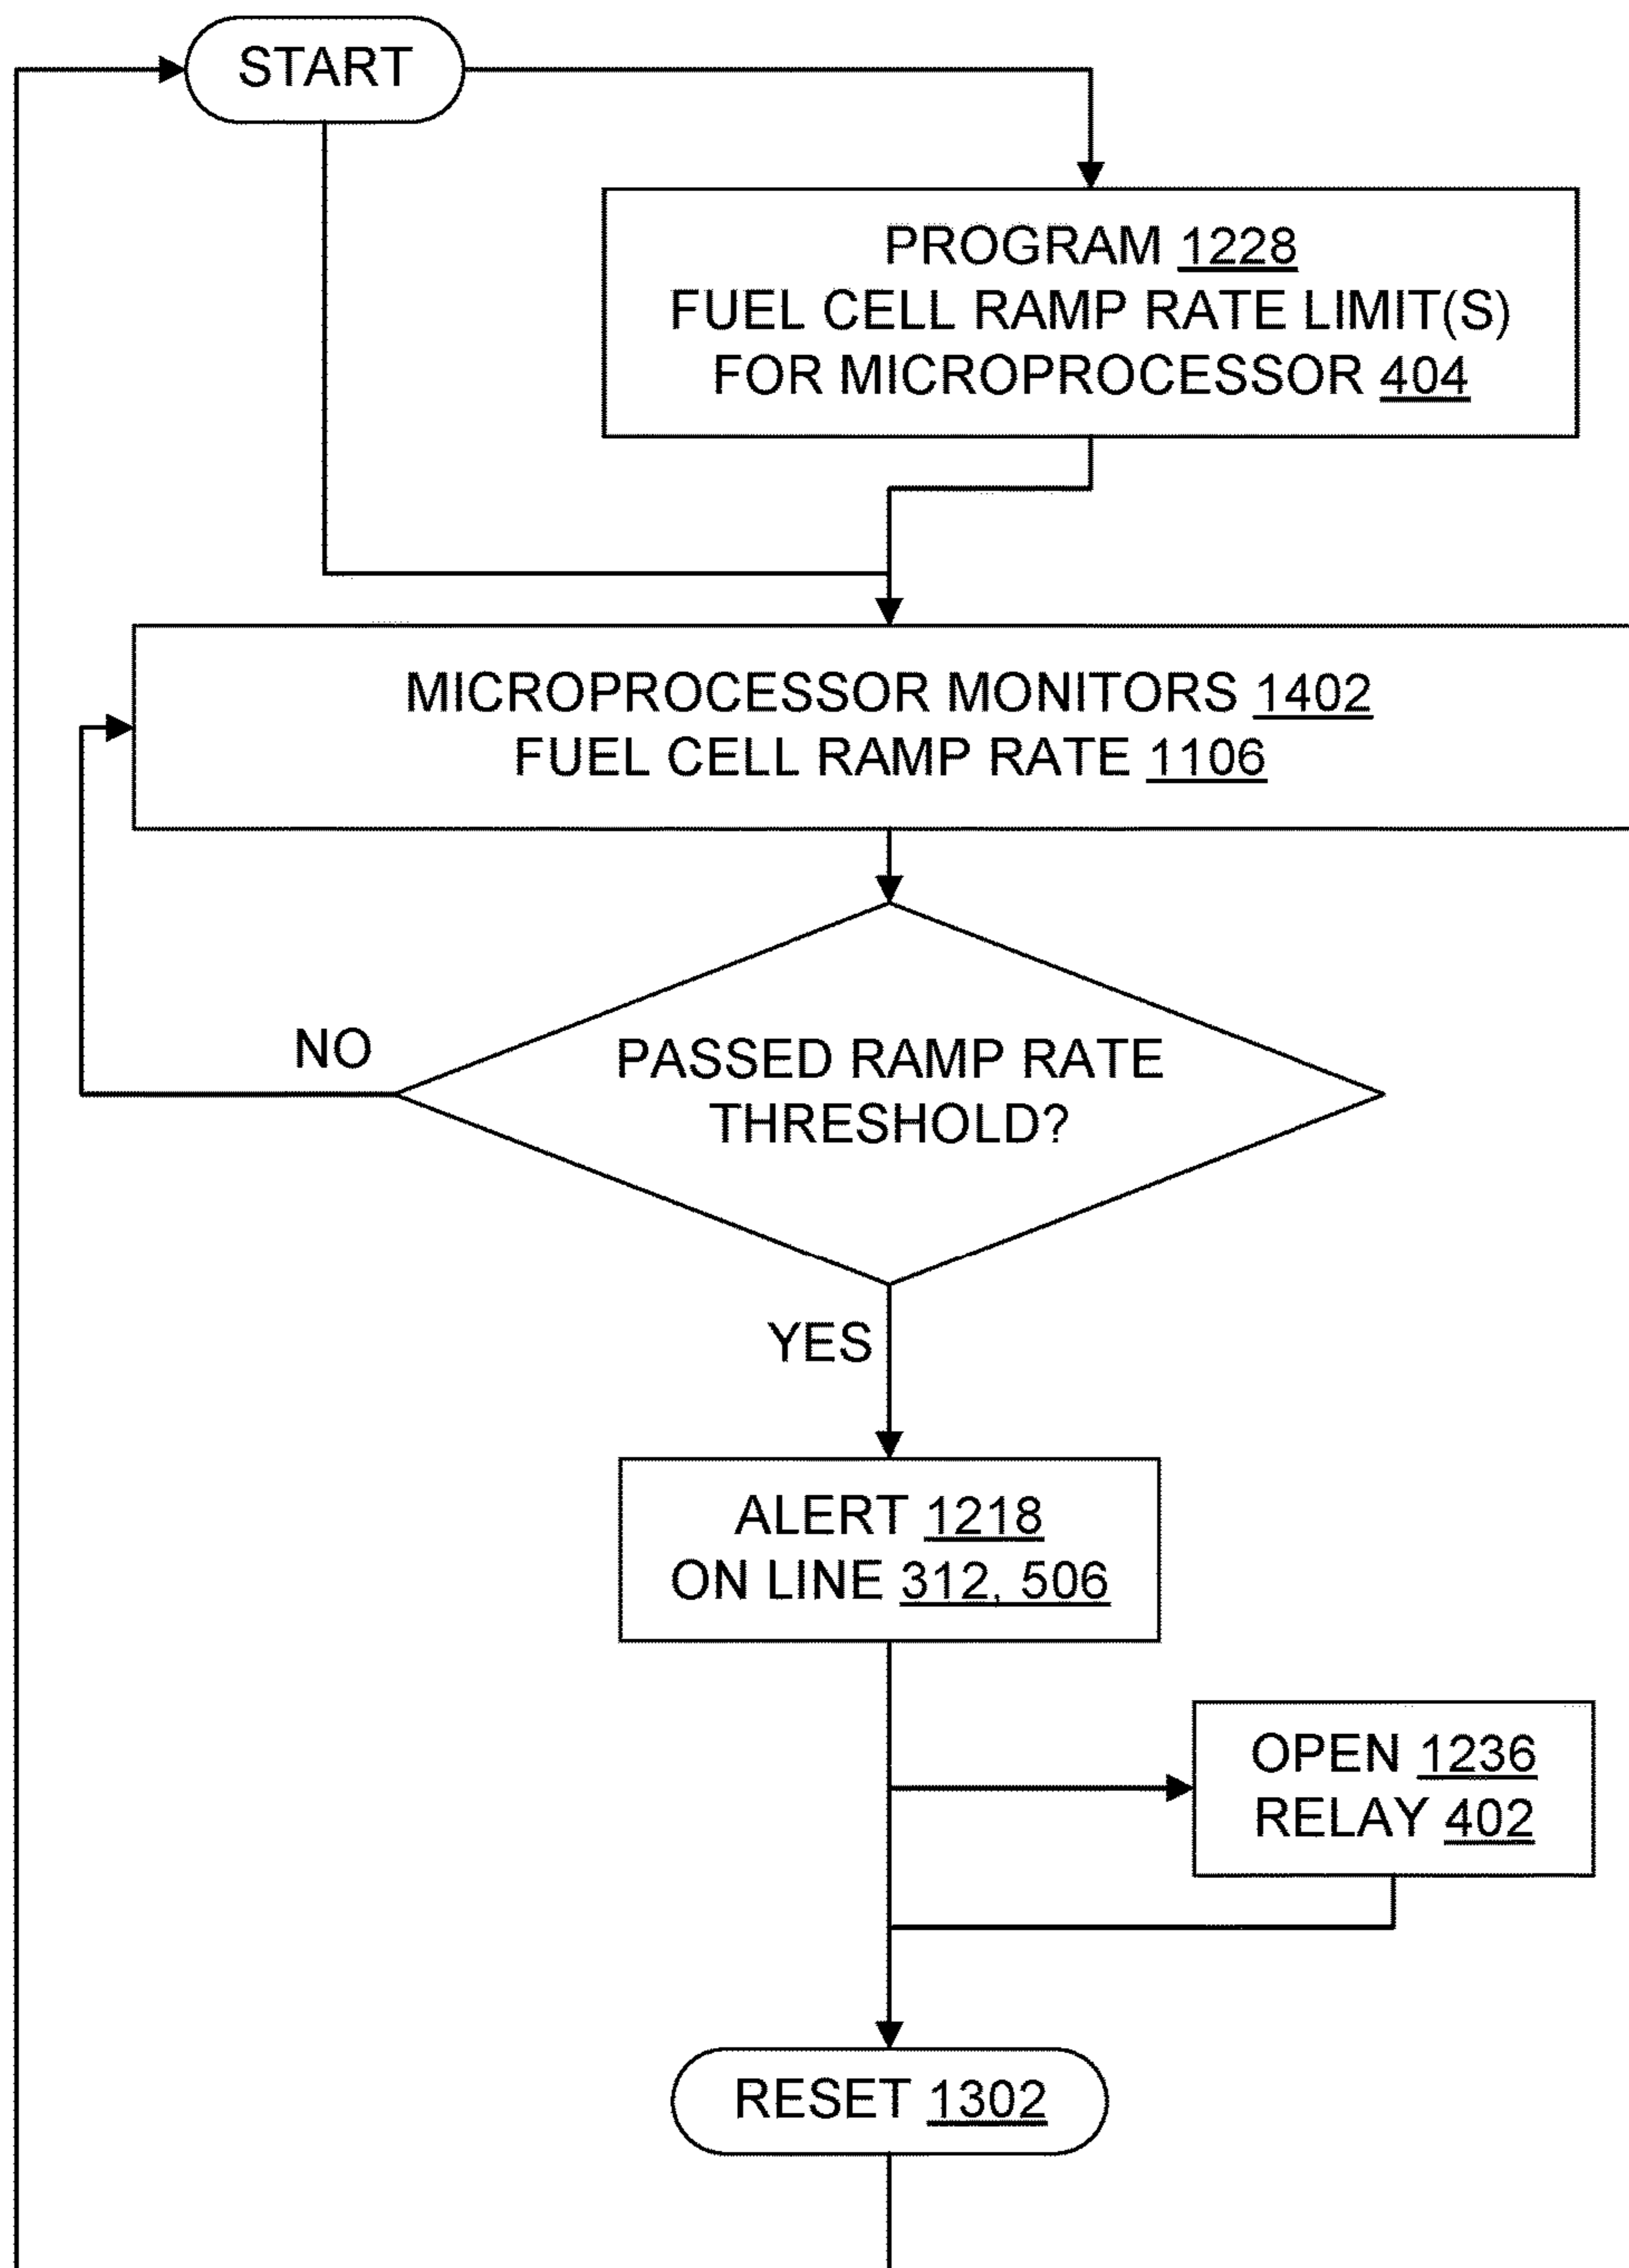 START
PROGRAM 1228
FUEL CELL RAMP RATE LIMIT(S)
FOR MICROPROCESSOR 404
MICROPROCESSOR MONITORS 1402
FUEL CELL RAMP RATE 1106
NO
PASSED RAMP RATE
THRESHOLD?
YES
ALERT 1218
ON LINE 312, 506
OPEN 1236
RELAY 402
RESET 1302